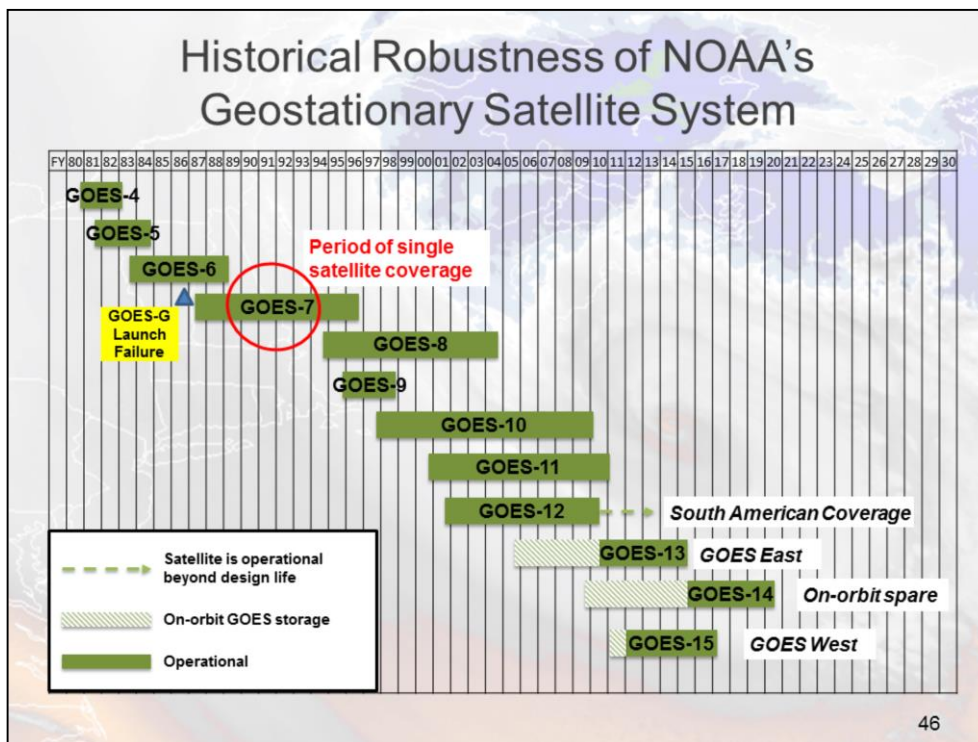 Historical Robustness of NOAA's
Geostationary Satellite System
FY 80 81 82 83 84 85 86 87 88 89 90 91 92 93 94 95 96 97 98 99 00 01 02 03 04 05 06 07 08 09 10 11 12 13 14 15 16 17 18 19 20 21 22 23 24 25 26 27 28 29 30
GOES-4
GOES-5
Period of single
satellite coverage
GOES-6
GOES-7
GOES-G
Launch
Failure
GOES-8
GOES-9
GOES-10
GOES-11
GOES-12
South American Coverage
GOES-13
GOES East
GOES-14
On-orbit spare
GOES-15
GOES West
Satellite is operational
beyond design life
On-orbit GOES storage
Operational
46